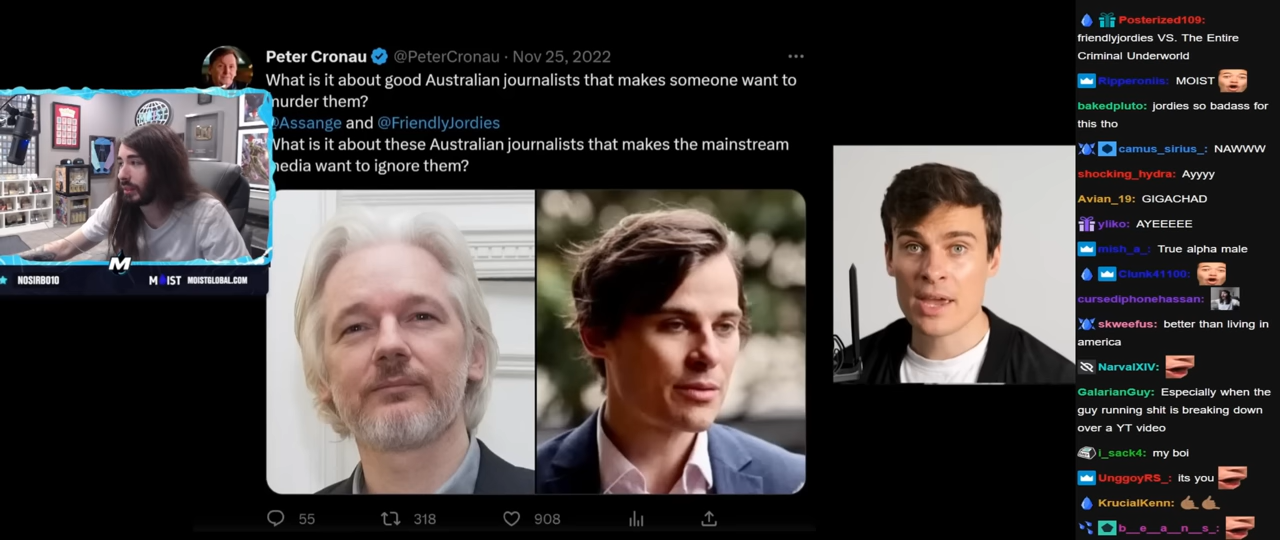 Peter Cronau @PeterCronau · Nov 25, 2022
What is it about good Australian journalists that makes someone want to
murder them?
@Assange and @FriendlyJordies
What is it about these Australian journalists that makes the mainstream
media want to ignore them?
55 318 908
NOSIRBO10 M MOIST MOISTGLOBAL.COM
Posterized109:
friendlyjordies VS. The Entire
Criminal Underworld
Ripperoniis: MOIST
bakedpluto: jordies so badass for
this tho
camus_sirius_: NAWWW
shocking_hydra: Ayyyy
Avian_19: GIGACHAD
yliko: AYEEEEE
mish_a_: True alpha male
Clunk41100:
cursediphonehassan:
skweefus: better than living in
america
NarvalXIV:
GalarianGuy: Especially when the
guy running shit is breaking down
over a YT video
i_sack4: my boi
UnggoyRS_: its you
KrucialKenn:
b__e__a__n__s_: